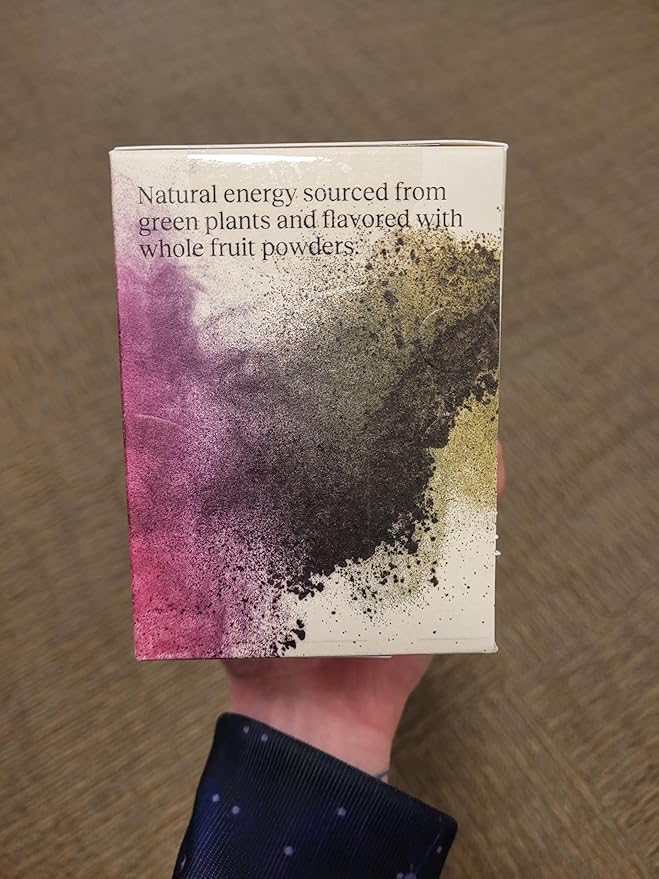 Natural energy sourced from
green plants and flavored with
whole fruit powders.